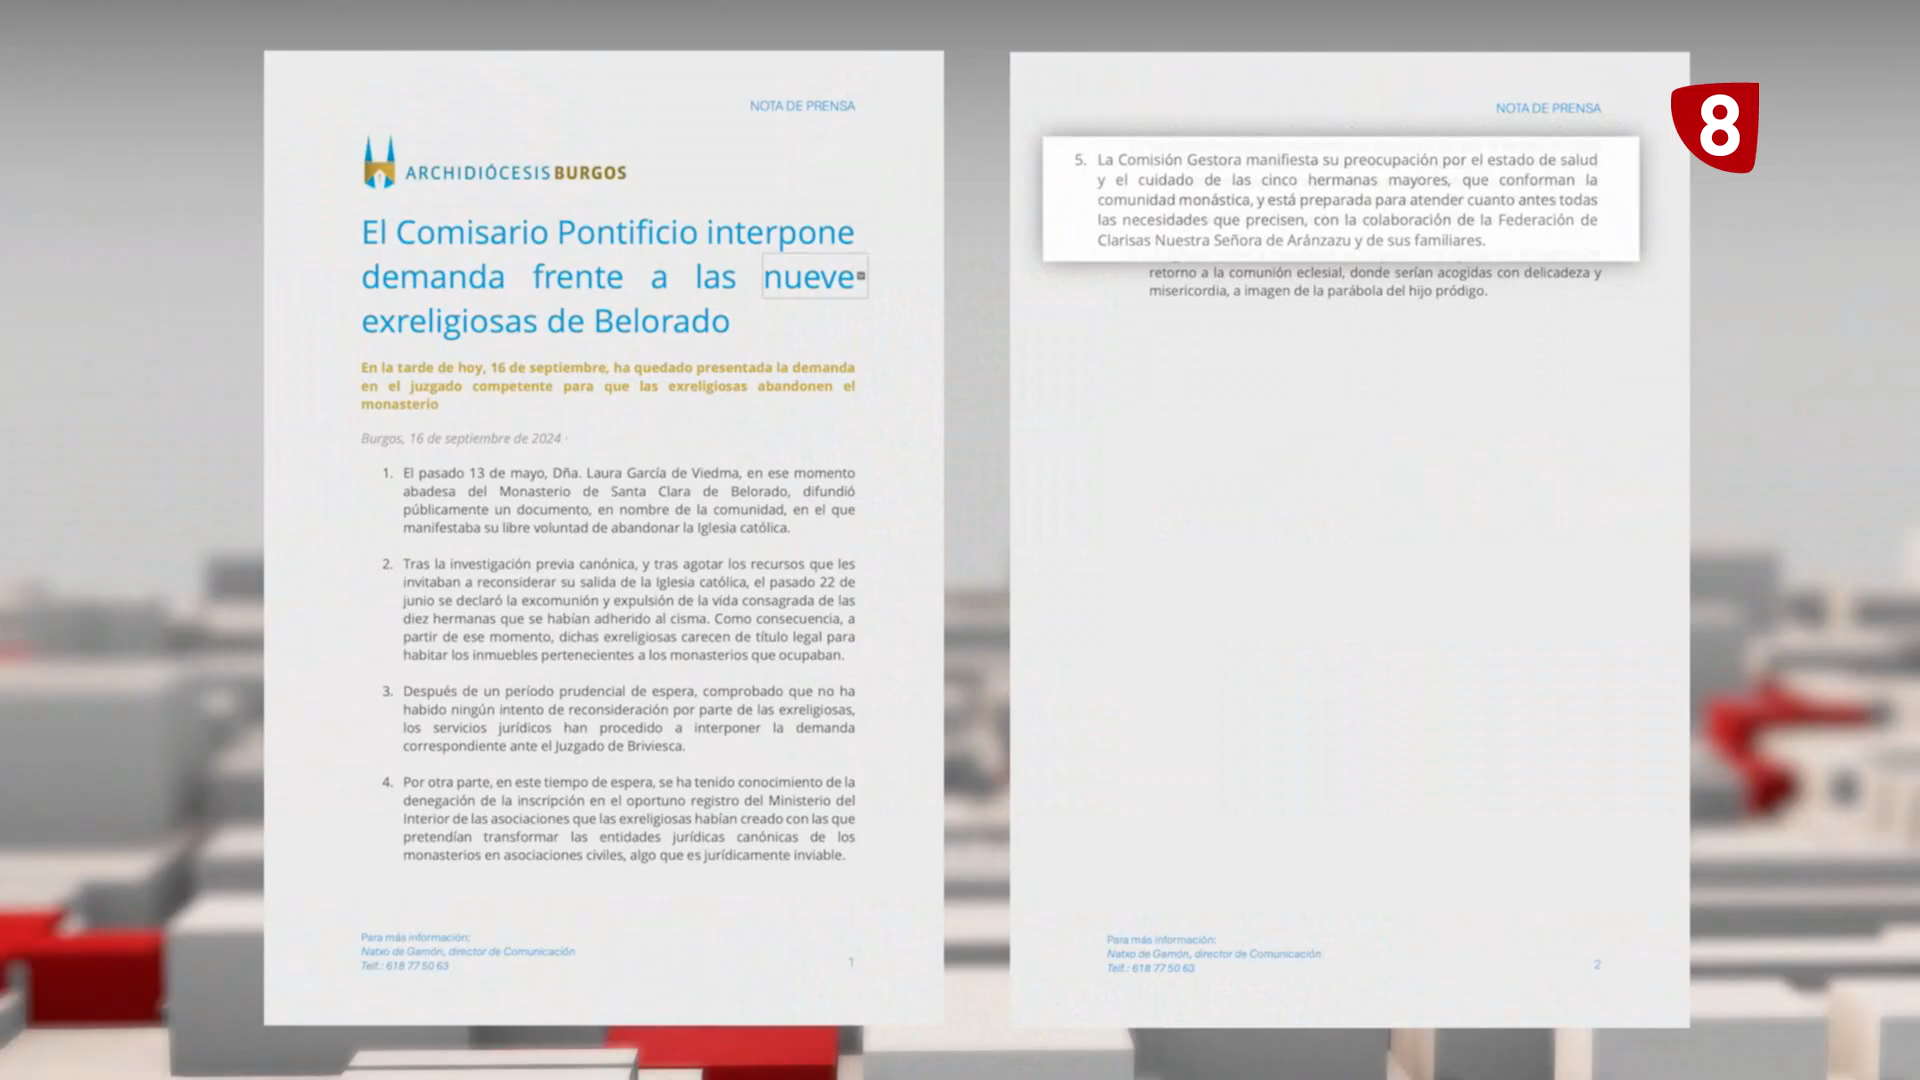 NOTA DE PRENSA
ARCHIDIÓCESIS BURGOS
El Comisario Pontificio interpone
demanda frente a las nueve
exreligiosas de Belorado
En la tarde de hoy, 16 de septiembre, ha quedado presentada la demanda
en el juzgado competente para que las exreligiosas abandonen el
monasterio
Burgos, 16 de septiembre de 2024 ·
1. El pasado 13 de mayo, Dña. Laura García de Viedma, en ese momento
abadesa del Monasterio de Santa Clara de Belorado, difundió
públicamente un documento, en nombre de la comunidad, en el que
manifestaba su libre voluntad de abandonar la Iglesia católica.
2. Tras la investigación previa canónica, y tras agotar los recursos que les
invitaban a reconsiderar su salida de la Iglesia católica, el pasado 22 de
junio se declaró la excomunión y expulsión de la vida consagrada de las
diez hermanas que se habían adherido al cisma. Como consecuencia, a
partir de ese momento, dichas exreligiosas carecen de título legal para
habitar los inmuebles pertenecientes a los monasterios que ocupaban.
3. Después de un período prudencial de espera, comprobado que no ha
habido ningún intento de reconsideración por parte de las exreligiosas,
los servicios jurídicos han procedido a interponer la demanda
correspondiente ante el Juzgado de Briviesca.
4. Por otra parte, en este tiempo de espera, se ha tenido conocimiento de la
denegación de la inscripción en el oportuno registro del Ministerio del
Interior de las asociaciones que las exreligiosas habían creado con las que
pretendían transformar las entidades jurídicas canónicas de los
monasterios en asociaciones civiles, algo que es jurídicamente inviable.
Para más información:
Natxo de Gamón, director de Comunicación
Telf.: 618 77 50 63
1
NOTA DE PRENSA
5. La Comisión Gestora manifiesta su preocupación por el estado de salud
y el cuidado de las cinco hermanas mayores, que conforman la
comunidad monástica, y está preparada para atender cuanto antes todas
las necesidades que precisen, con la colaboración de la Federación de
Clarisas Nuestra Señora de Aránzazu y de sus familiares.
retorno a la comunión eclesial, donde serían acogidas con delicadeza y
misericordia, a imagen de la parábola del hijo pródigo.
Para más información:
Natxo de Gamón, director de Comunicación
Telf.: 618 77 50 63
2
8